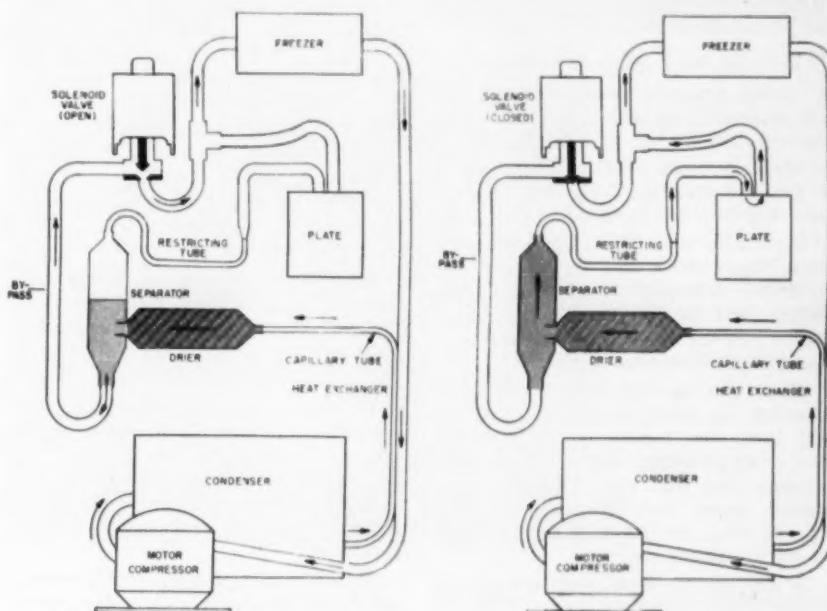 FREEZER
SOLENOID
VALVE
(OPEN)
PLATE
RESTRICTING
TUBE
BY-
PASS
SEPARATOR
DRIER
CAPILLARY TUBE
HEAT EXCHANGER
CONDENSER
MOTOR
COMPRESSOR
FREEZER
SOLENOID
VALVE
(CLOSED)
PLATE
RESTRICTING
TUBE
BY-
PASS
SEPARATOR
DRIER
CAPILLARY TUBE
HEAT EXCHANGER
CONDENSER
MOTOR
COMPRESSOR